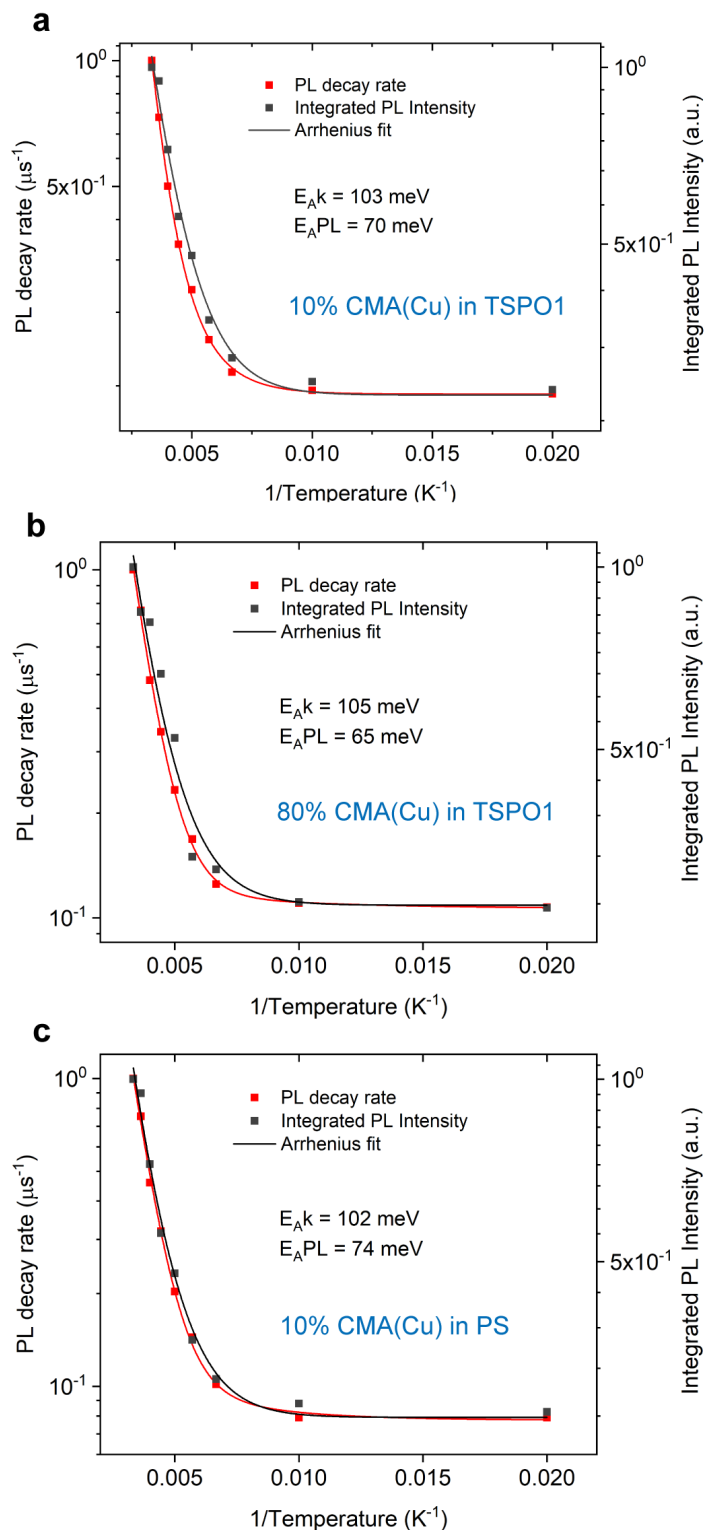 a
10⁰
5x10⁻¹
PL decay rate (μs⁻¹)
PL decay rate
Integrated PL Intensity
Arrhenius fit
E_Ak = 103 meV
E_APL = 70 meV
10% CMA(Cu) in TSPO1
10⁰
5x10⁻¹
Integrated PL Intensity (a.u.)
0.005 0.010 0.015 0.020
1/Temperature (K⁻¹)
b
10⁰
10⁻¹
PL decay rate (μs⁻¹)
PL decay rate
Integrated PL Intensity
Arrhenius fit
E_Ak = 105 meV
E_APL = 65 meV
80% CMA(Cu) in TSPO1
10⁰
5x10⁻¹
Integrated PL Intensity (a.u.)
0.005 0.010 0.015 0.020
1/Temperature (K⁻¹)
c
10⁰
10⁻¹
PL decay rate (μs⁻¹)
PL decay rate
Integrated PL Intensity
Arrhenius fit
E_Ak = 102 meV
E_APL = 74 meV
10% CMA(Cu) in PS
10⁰
5x10⁻¹
Integrated PL Intensity (a.u.)
0.005 0.010 0.015 0.020
1/Temperature (K⁻¹)